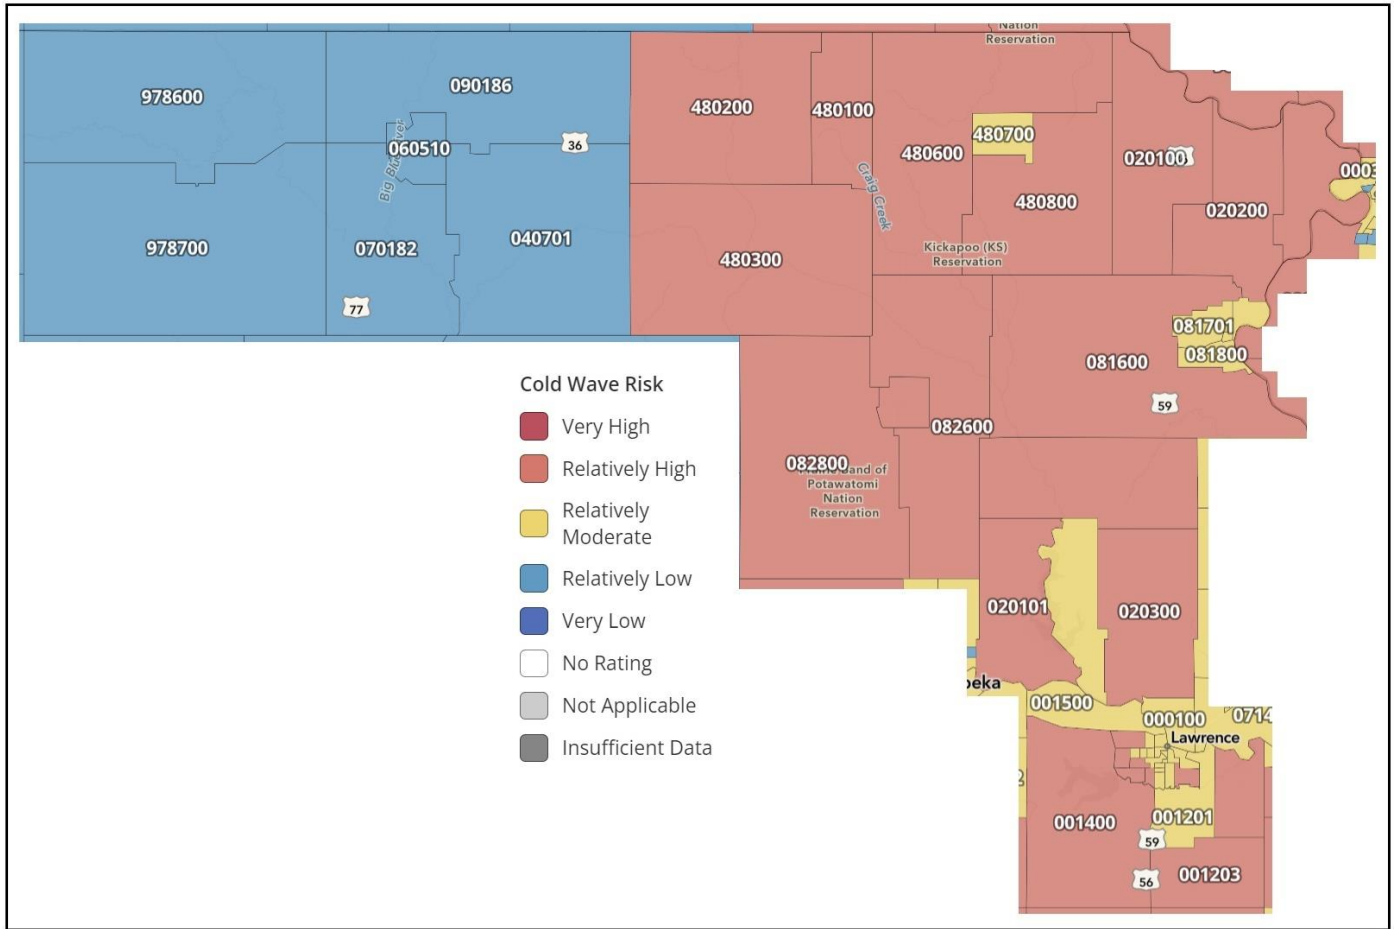 Nation
Reservation
978600
090186
480200
480100
36
060510
480700
480600
020100
480800
020200
978700
070182
040701
480300
Craig Creek
Kickapoo (KS)
Reservation
77
081701
081800
081600
59
Cold Wave Risk
Very High
Relatively High
Relatively
Moderate
Relatively Low
Very Low
No Rating
Not Applicable
Insufficient Data
082600
082800
Potawatomi
Nation
Reservation
020101
020300
001500
000100
Lawrence
001400
001201
59
56
001203